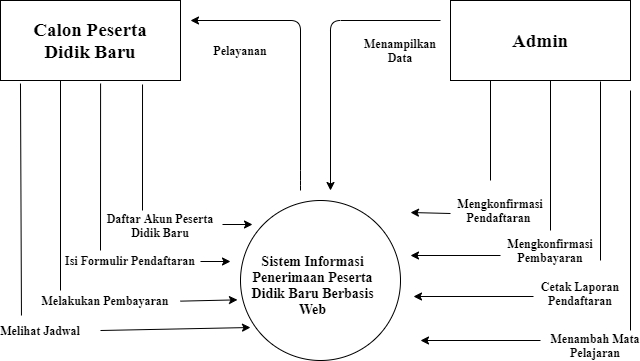 Calon Peserta
Didik Baru
Pelayanan
Menampilkan
Data
Admin
Daftar Akun Peserta
Didik Baru
Isi Formulir Pendaftaran
Melakukan Pembayaran
Melihat Jadwal
Sistem Informasi
Penerimaan Peserta
Didik Baru Berbasis
Web
Mengkonfirmasi
Pendaftaran
Mengkonfirmasi
Pembayaran
Cetak Laporan
Pendaftaran
Menambah Mata
Pelajaran